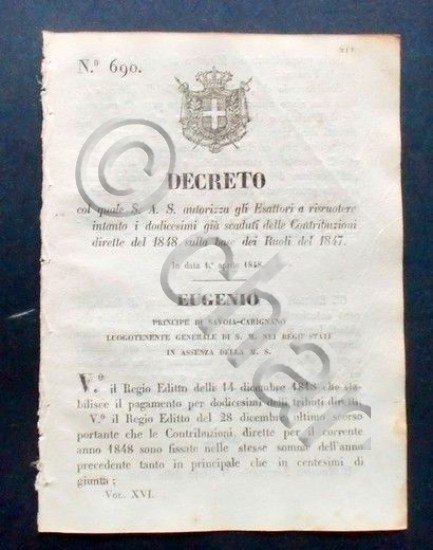 N.º 690.
DECRETO
col quale S. A. S. autorizza gli Esattori a riscuotere
intanto i dodicesimi già scaduti delle Contribuzioni
dirette del 1848 sulla base dei Ruoli del 1847.
In data 1.º aprile 1848.
EUGENIO
PRINCIPE DI SAVOIA-CARIGNANO
LUOGOTENENTE GENERALE DI S. M. NEI REGII STATI
IN ASSENZA DELLA M. S.
V.º il Regio Editto delli 14 dicembre 1818 che sta-
bilisce il pagamento per dodicesimi delli tributi diretti;
V.º il Regio Editto del 28 dicembre ultimo scorso
portante che le Contribuzioni dirette per il corrente
anno 1848 sono fissate nelle stesse somme dell'anno
precedente tanto in principale che in centesimi di
giunta;
Vol. XVI.